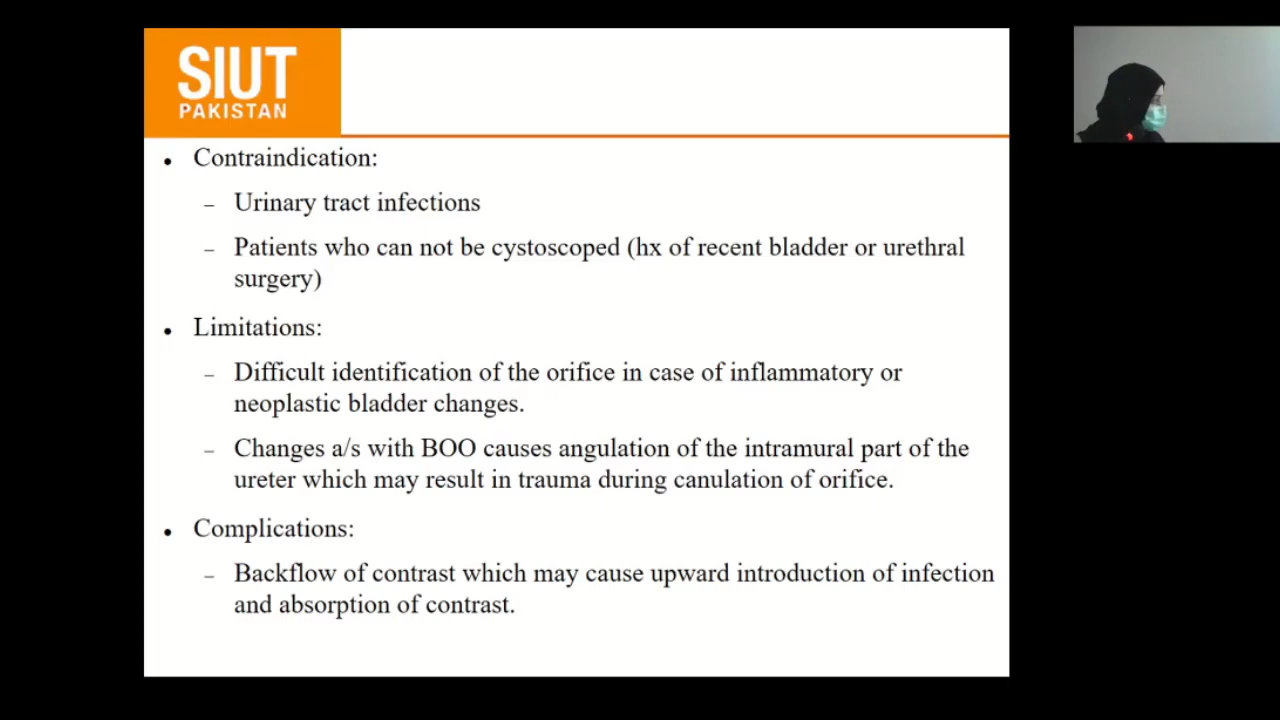 SIUT
PAKISTAN
• Contraindication:
– Urinary tract infections
– Patients who can not be cystoscoped (hx of recent bladder or urethral
surgery)
• Limitations:
– Difficult identification of the orifice in case of inflammatory or
neoplastic bladder changes.
– Changes a/s with BOO causes angulation of the intramural part of the
ureter which may result in trauma during canulation of orifice.
• Complications:
– Backflow of contrast which may cause upward introduction of infection
and absorption of contrast.